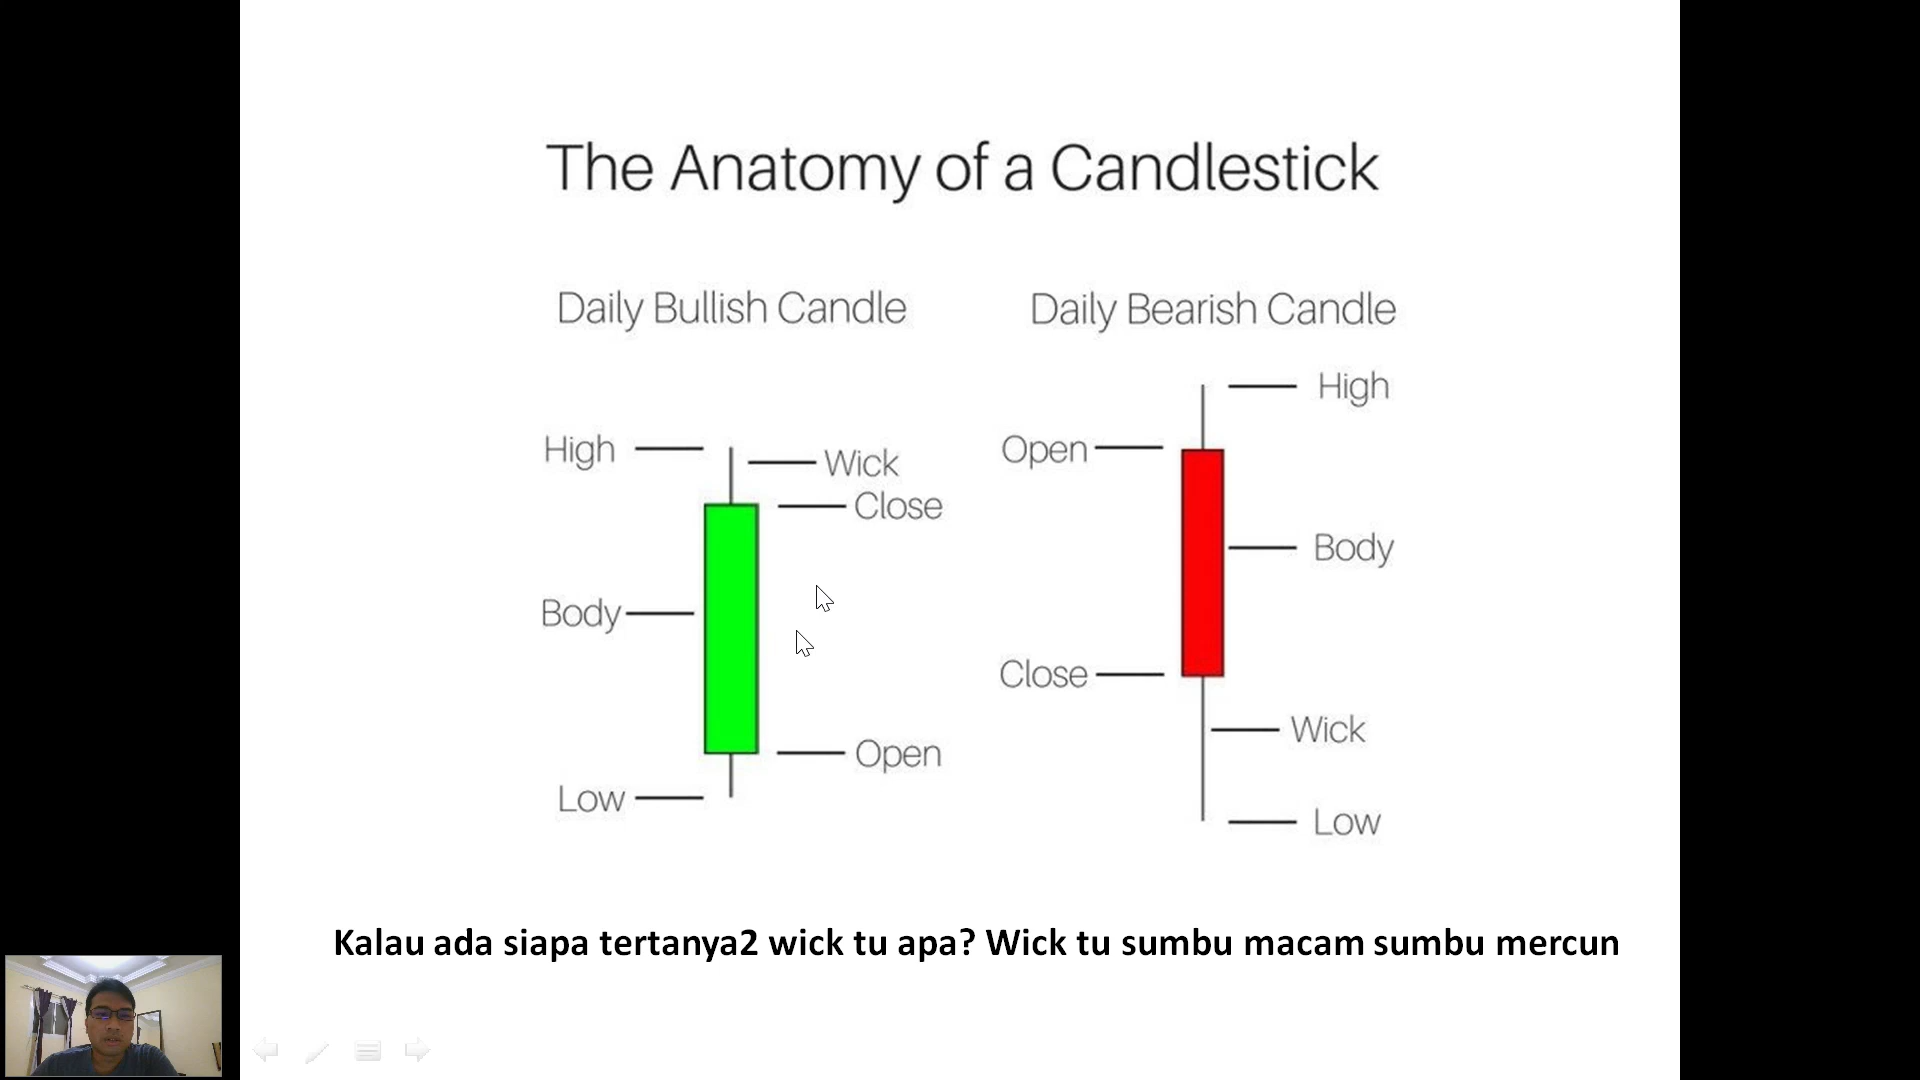 The Anatomy of a Candlestick
Daily Bullish Candle
High
Wick
Close
Body
Open
Low
Daily Bearish Candle
High
Open
Body
Close
Wick
Low
Kalau ada siapa tertanya2 wick tu apa? Wick tu sumbu macam sumbu mercun